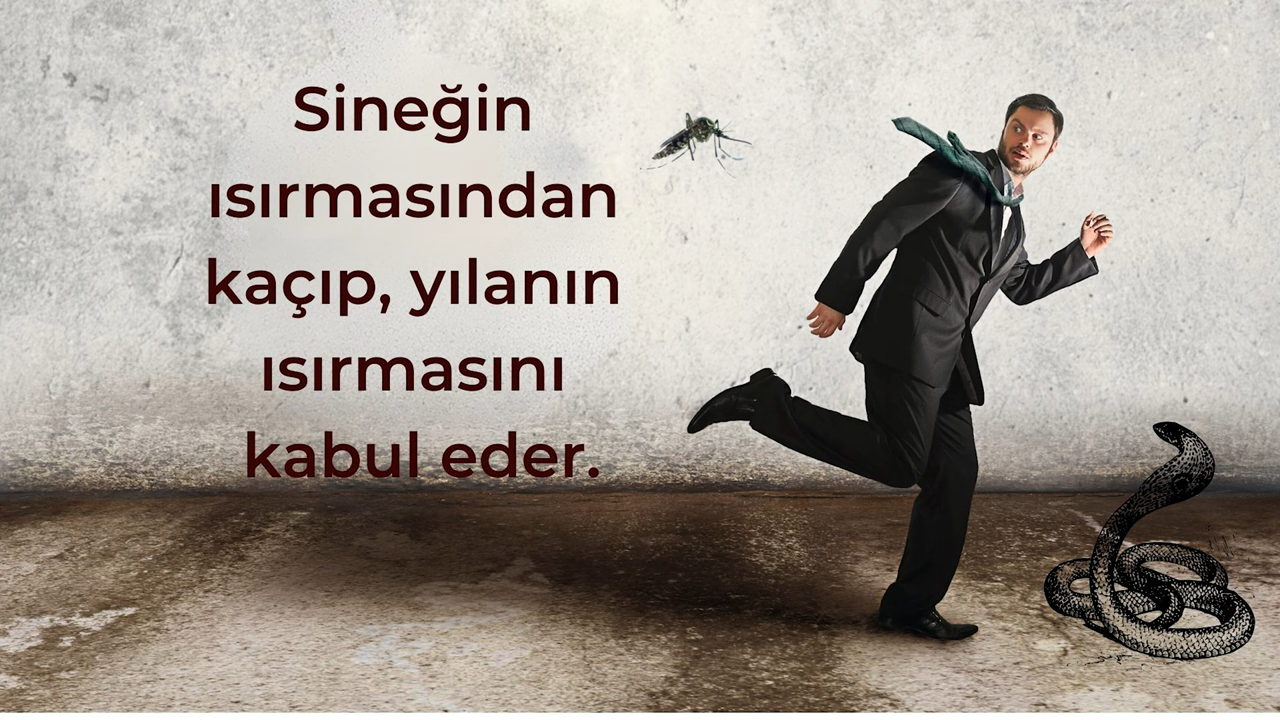 Sineğin
ısırmasından
kaçıp, yılanın
ısırmasını
kabul eder.